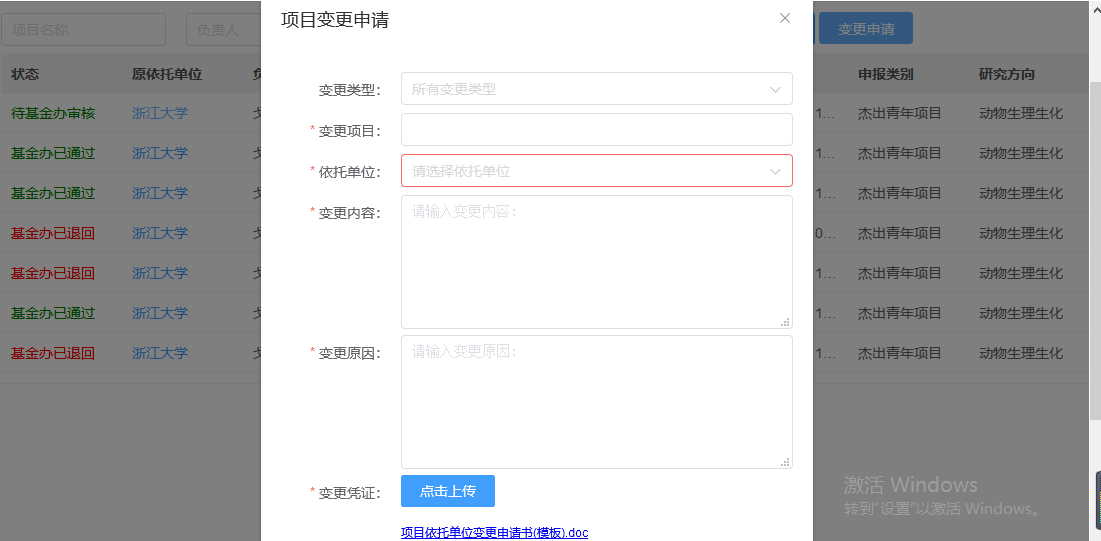 项目变更申请
项目名称 负责人 变更申请
状态 原依托单位 申报类别 研究方向
待基金办审核 浙江大学 1... 杰出青年项目 动物生理生化
基金办已通过 浙江大学 1... 杰出青年项目 动物生理生化
基金办已通过 浙江大学 1... 杰出青年项目 动物生理生化
基金办已退回 浙江大学 0... 杰出青年项目 动物生理生化
基金办已退回 浙江大学 1... 杰出青年项目 动物生理生化
基金办已通过 浙江大学 1... 杰出青年项目 动物生理生化
基金办已退回 浙江大学 1... 杰出青年项目 动物生理生化
变更类型: 所有变更类型
* 变更项目:
* 依托单位: 请选择依托单位
* 变更内容: 请输入变更内容:
* 变更原因: 请输入变更原因:
* 变更凭证: 点击上传
项目依托单位变更申请书(模板).doc
激活 Windows
转到"设置"以激活 Windows。